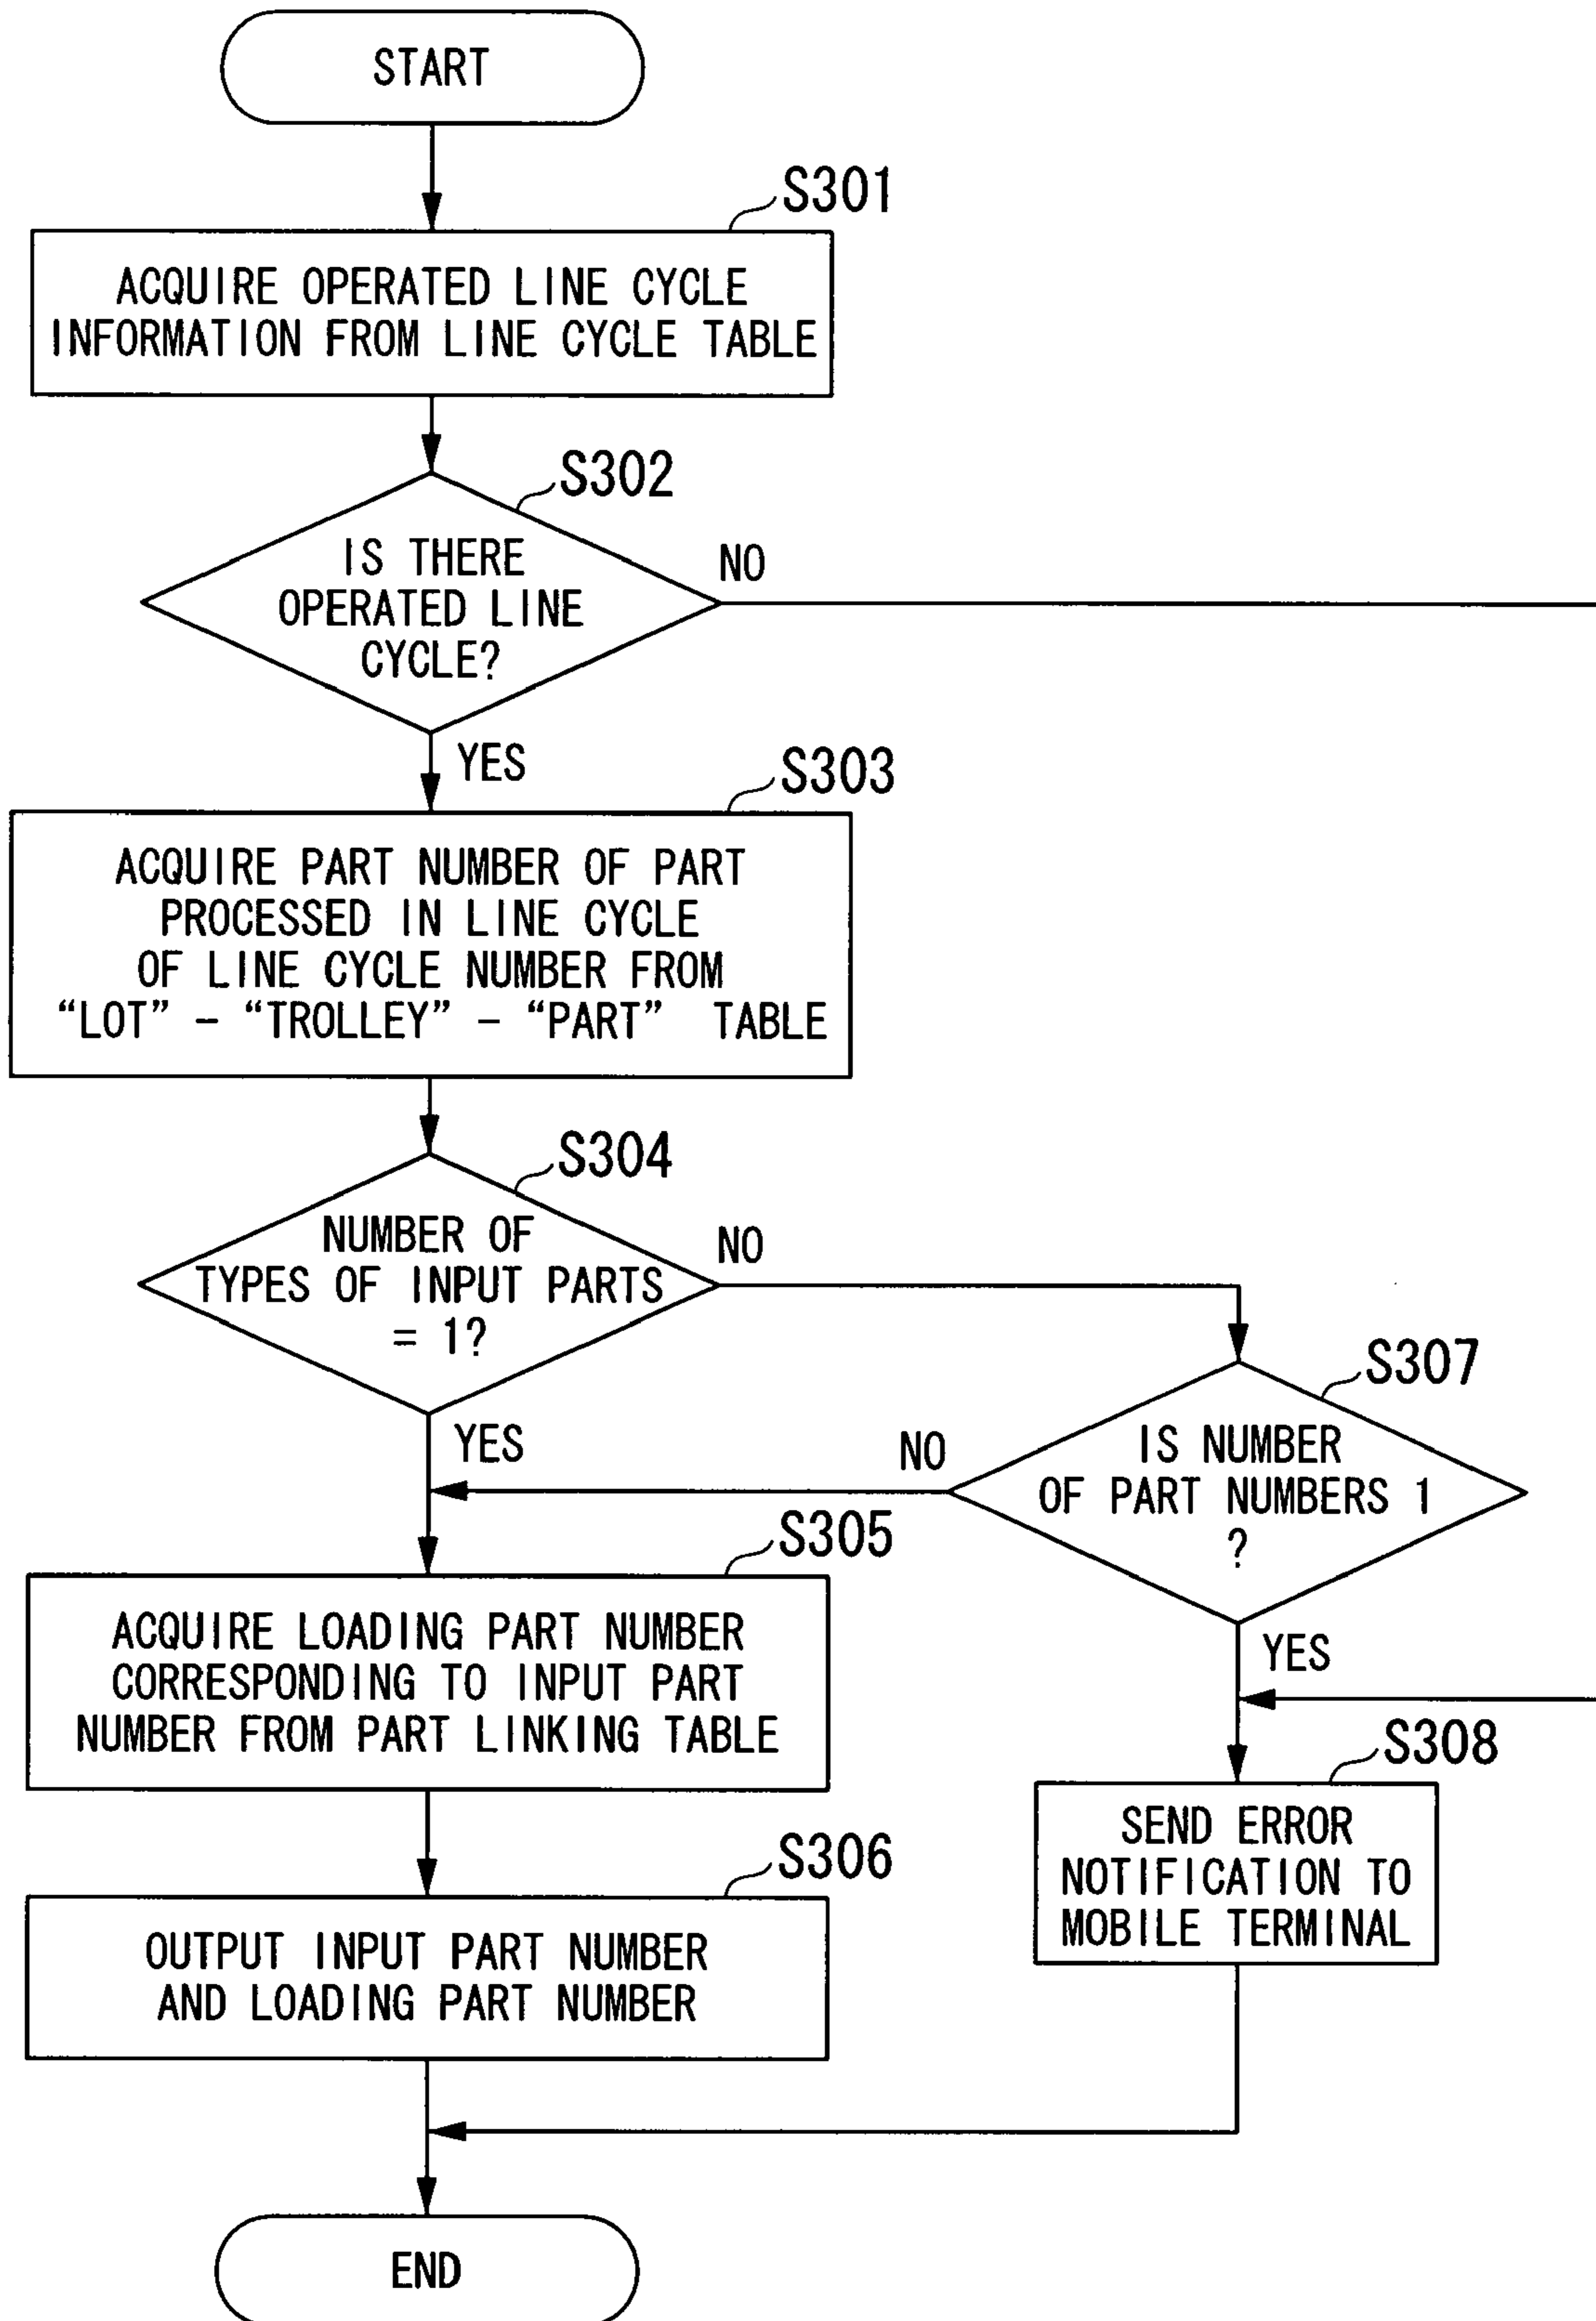 START
S301
ACQUIRE OPERATED LINE CYCLE
INFORMATION FROM LINE CYCLE TABLE
S302
IS THERE
OPERATED LINE
CYCLE?
NO
YES
S303
ACQUIRE PART NUMBER OF PART
PROCESSED IN LINE CYCLE
OF LINE CYCLE NUMBER FROM
“LOT” – “TROLLEY” – “PART” TABLE
S304
NUMBER OF
TYPES OF INPUT PARTS
= 1?
NO
YES
S307
IS NUMBER
OF PART NUMBERS 1
?
NO
YES
S305
ACQUIRE LOADING PART NUMBER
CORRESPONDING TO INPUT PART
NUMBER FROM PART LINKING TABLE
S308
SEND ERROR
NOTIFICATION TO
MOBILE TERMINAL
S306
OUTPUT INPUT PART NUMBER
AND LOADING PART NUMBER
END